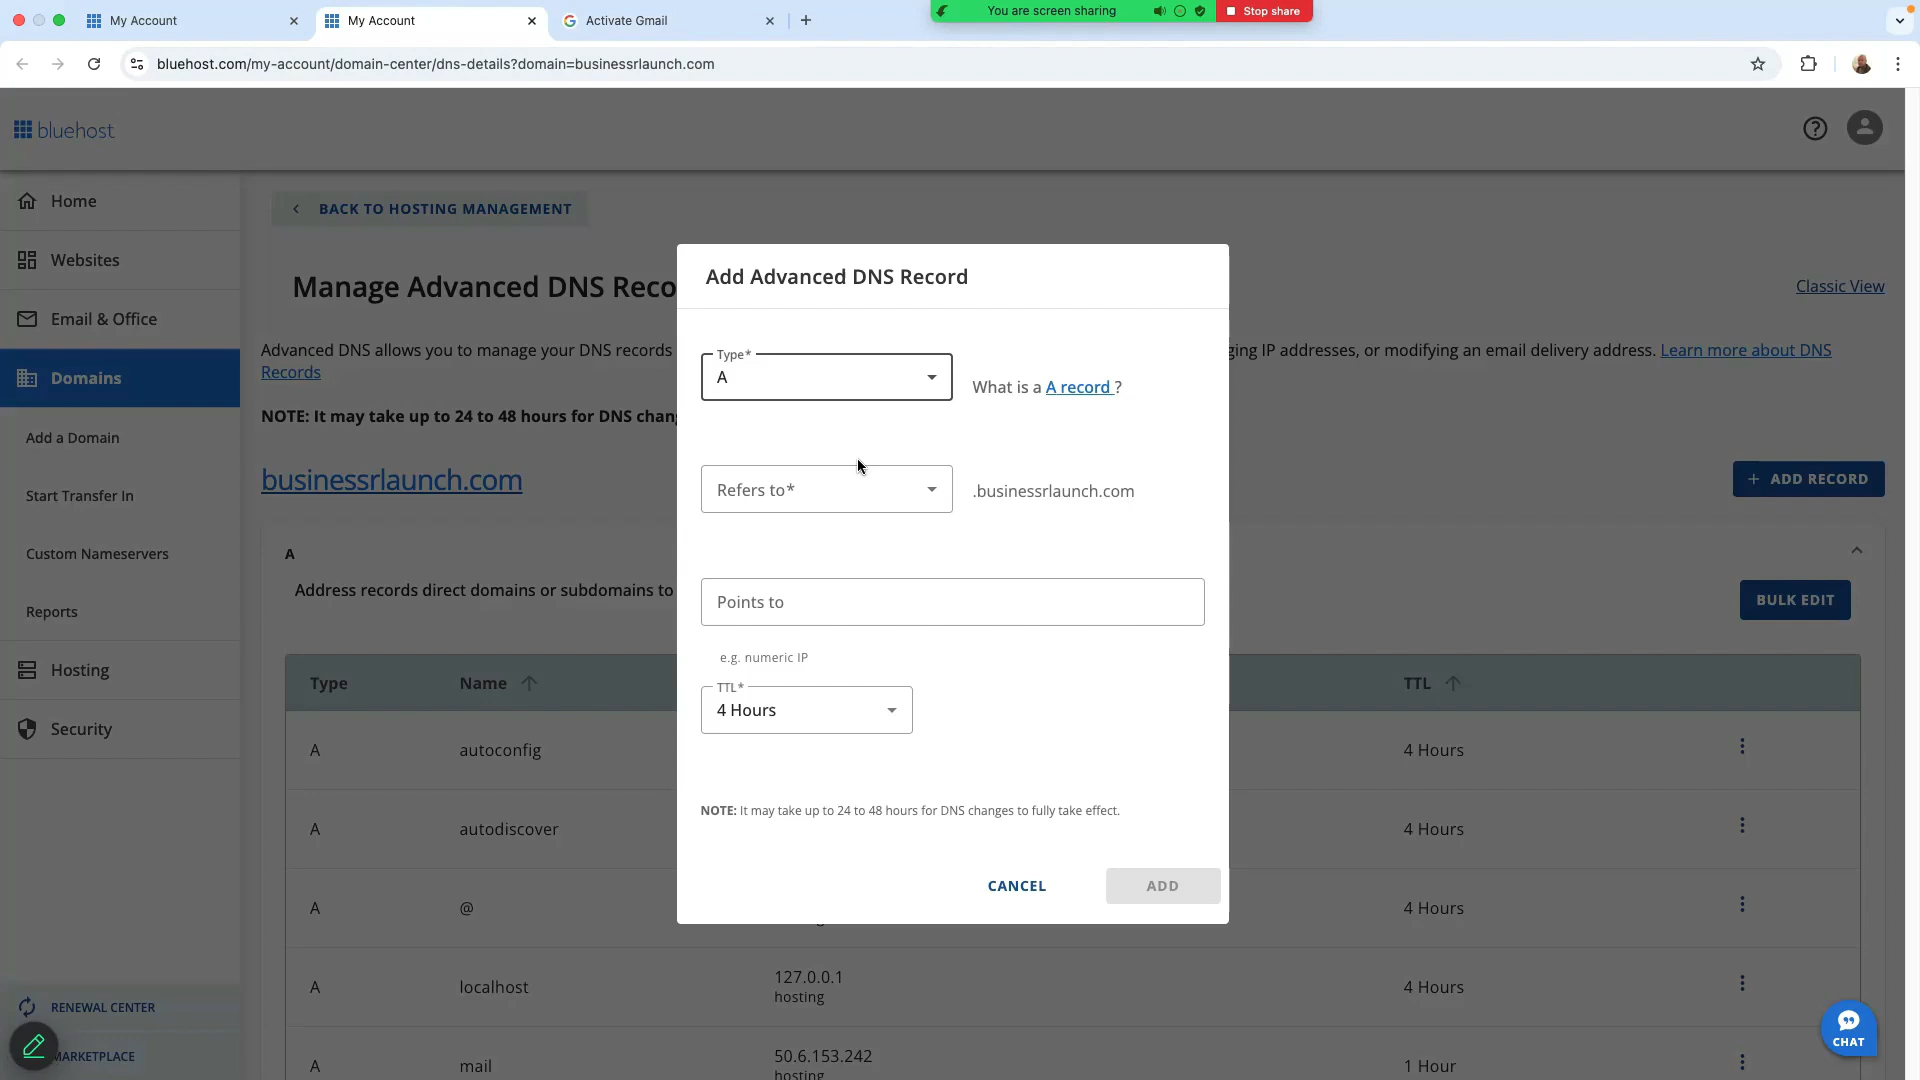 My Account
My Account
Activate Gmail
You are screen sharing
Stop share
bluehost.com/my-account/domain-center/dns-details?domain=businessrlaunch.com
bluehost
Home
Websites
Email & Office
Domains
Add a Domain
Start Transfer In
Custom Nameservers
Reports
Hosting
Security
RENEWAL CENTER
MARKETPLACE
BACK TO HOSTING MANAGEMENT
Manage Advanced DNS Reco
Classic View
Advanced DNS allows you to manage your DNS records
ging IP addresses, or modifying an email delivery address. Learn more about DNS
Records
NOTE: It may take up to 24 to 48 hours for DNS chan
businessrlaunch.com
+ ADD RECORD
A
Address records direct domains or subdomains to
BULK EDIT
Type Name TTL
A autoconfig 4 Hours
A autodiscover 4 Hours
A @ 4 Hours
A localhost 127.0.0.1 4 Hours
hosting
A mail 50.6.153.242 1 Hour
hosting
Add Advanced DNS Record
Type*
A
What is a A record ?
Refers to*
.businessrlaunch.com
Points to
e.g. numeric IP
TTL*
4 Hours
NOTE: It may take up to 24 to 48 hours for DNS changes to fully take effect.
CANCEL
ADD
CHAT